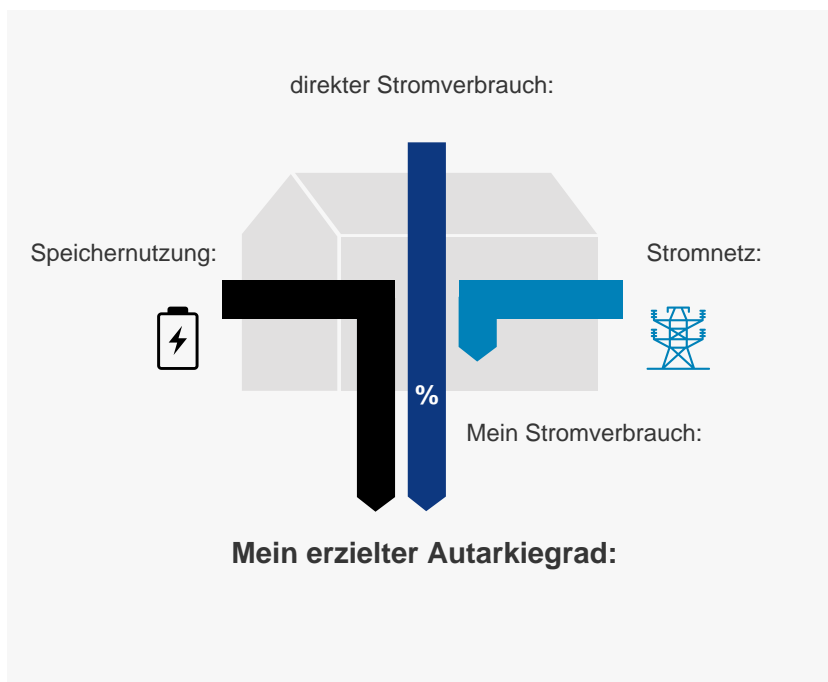 direkter Stromverbrauch:
Speichernutzung:
Stromnetz:
%
Mein Stromverbrauch:
Mein erzielter Autarkiegrad: